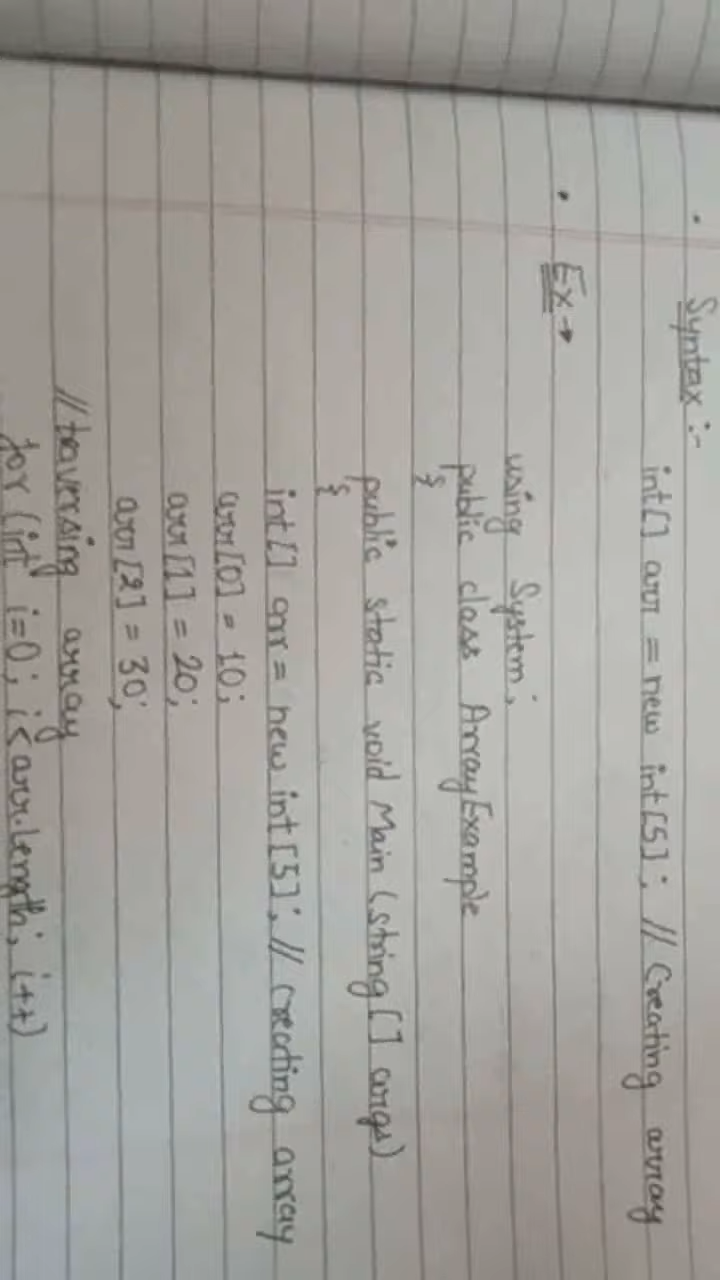 Syntax :-
int[] arr = new int[5]; // Creating array
Ex →
using System;
public class ArrayExample
{
public static void Main (string[] args)
{
int[] arr = new int[5]; // creating array
arr[0] = 10;
arr[1] = 20;
arr[2] = 30;
// traversing array
for (int i=0; i<arr.length; i++)